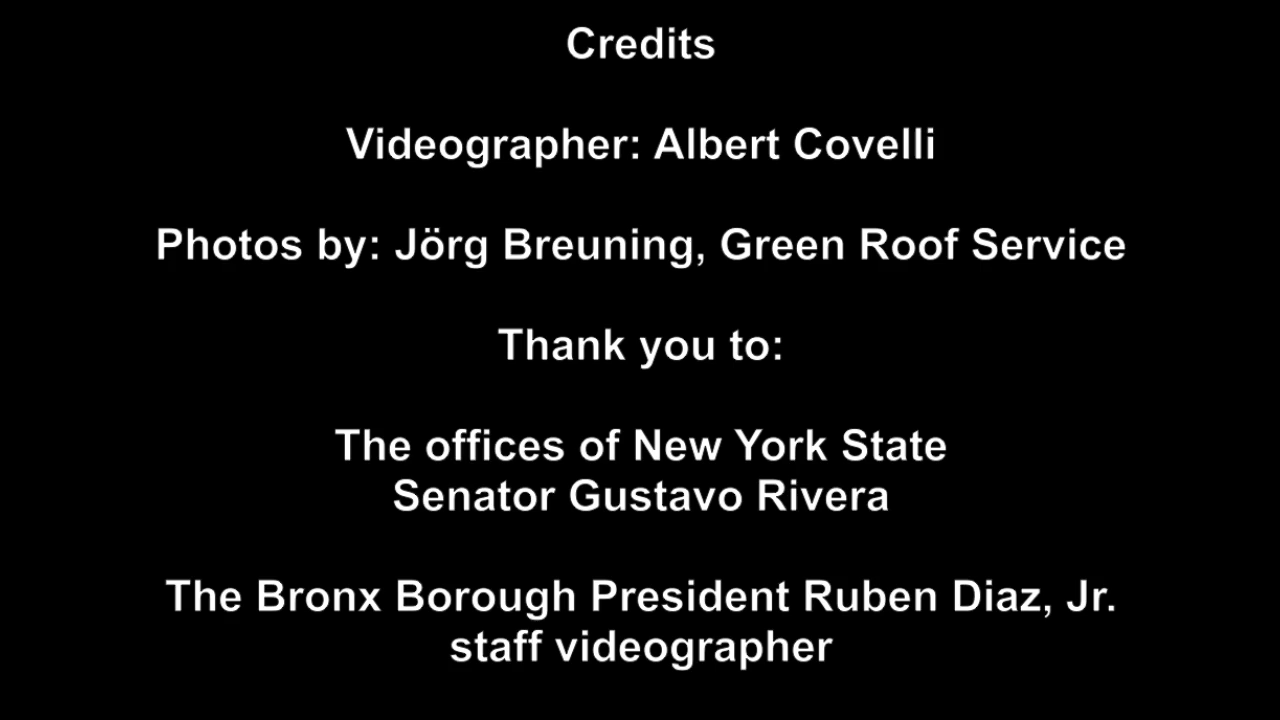 Credits
Videographer: Albert Covelli
Photos by: Jörg Breuning, Green Roof Service
Thank you to:
The offices of New York State
Senator Gustavo Rivera
The Bronx Borough President Ruben Diaz, Jr.
staff videographer